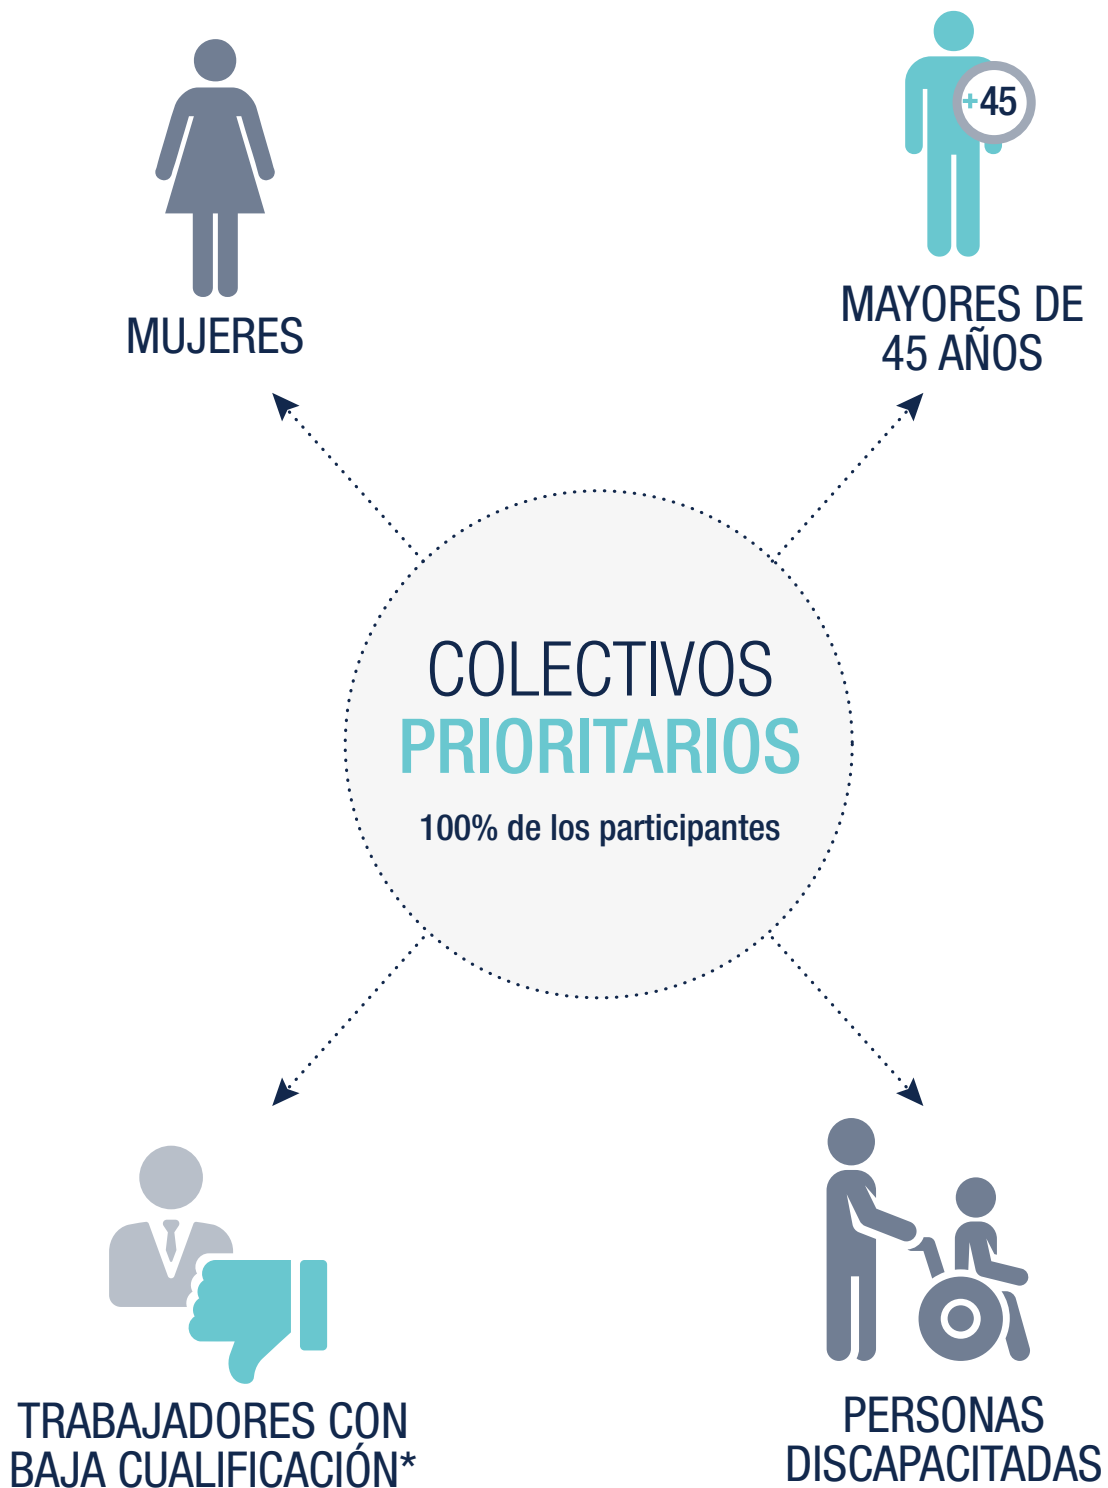 +45
MUJERES
MAYORES DE
45 AÑOS
COLECTIVOS
PRIORITARIOS
100% de los participantes
TRABAJADORES CON
BAJA CUALIFICACIÓN*
PERSONAS
DISCAPACITADAS